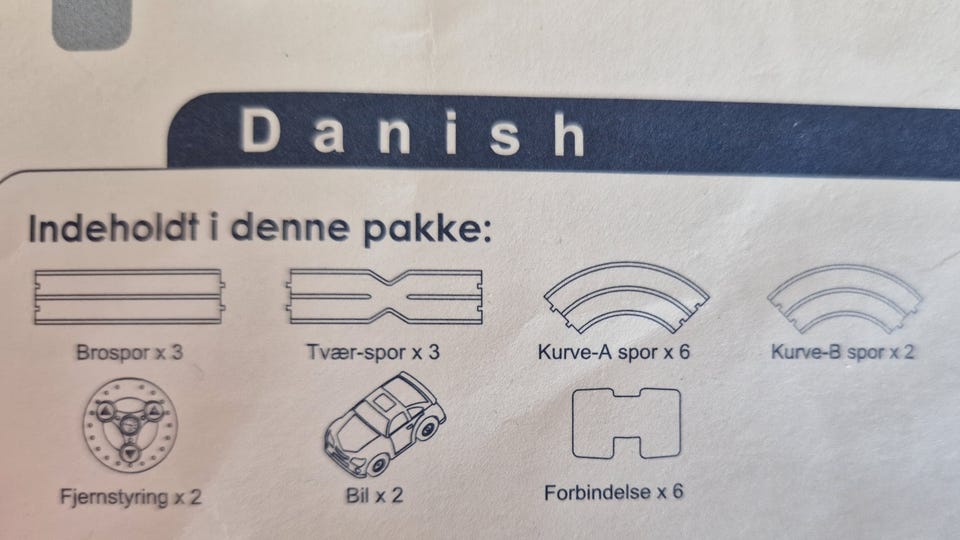 Danish
Indeholdt i denne pakke:
Brospor x 3
Tvær-spor x 3
Kurve-A spor x 6
Kurve-B spor x 2
Fjernstyring x 2
Bil x 2
Forbindelse x 6